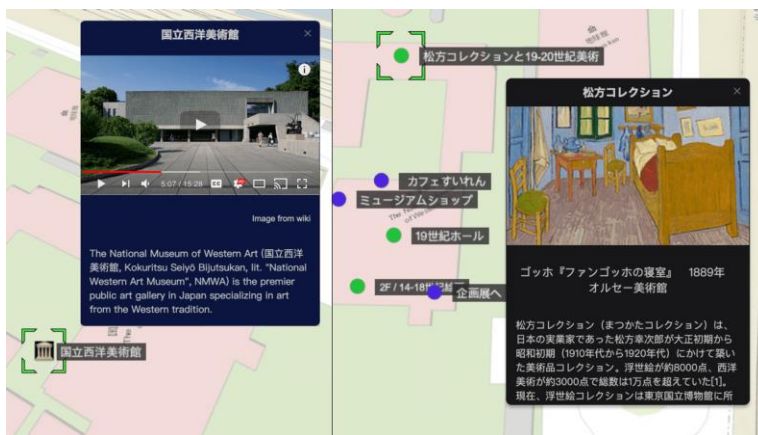 国立西洋美術館
×
5:07 / 15:28
CC
Image from wiki
The National Museum of Western Art (国立西洋
美術館, Kokuritsu Seiyō Bijutsukan, lit. "National
Western Art Museum", NMWA) is the premier
public art gallery in Japan specializing in art
from the Western tradition.
国立西洋美術館
松方コレクションと19-20世紀美術
カフェすいれん
ミュージアムショップ
19世紀ホール
2F / 14-18世紀
企画展へ
松方コレクション
×
ゴッホ『ファンゴッホの寝室』 1889年
オルセー美術館
松方コレクション（まつかたコレクション）は、
日本の実業家であった松方幸次郎が大正初期から
昭和初期（1910年代から1920年代）にかけて築い
た美術品コレクション。浮世絵が約8000点、西洋
美術が約3000点で総数は1万点を超えていた[1]。
現在、浮世絵コレクションは東京国立博物館に所